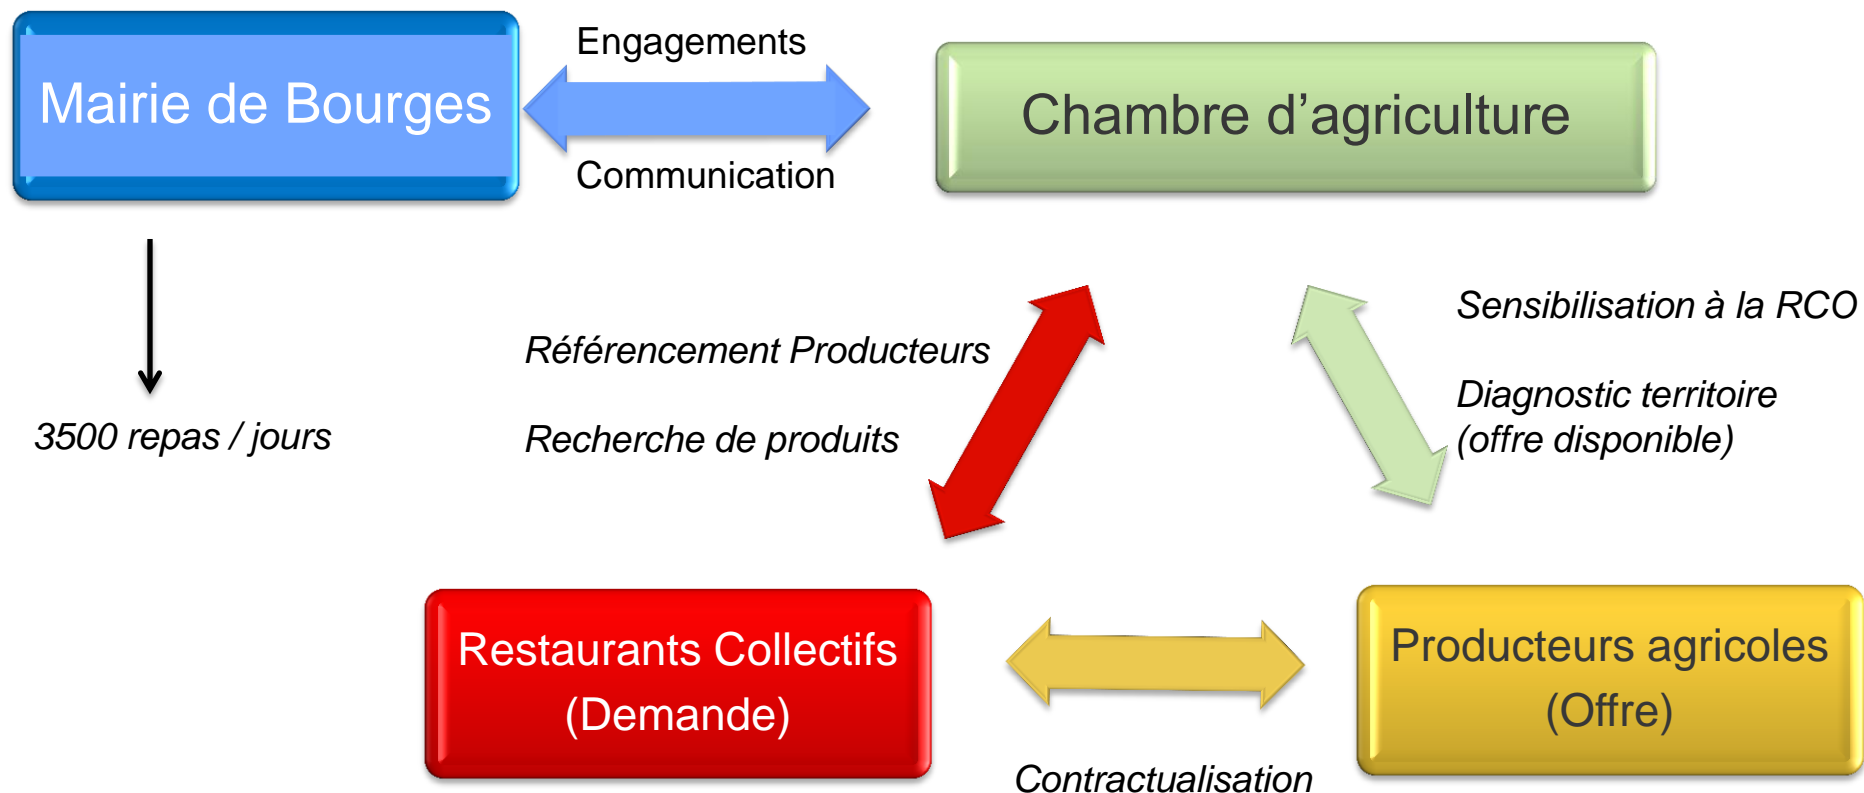 Engagements
Mairie de Bourges
Chambre d’agriculture
Communication
Sensibilisation à la RCO
Référencement Producteurs
Diagnostic territoire
(offre disponible)
3500 repas / jours
Recherche de produits
Restaurants Collectifs
(Demande)
Producteurs agricoles
(Offre)
Contractualisation